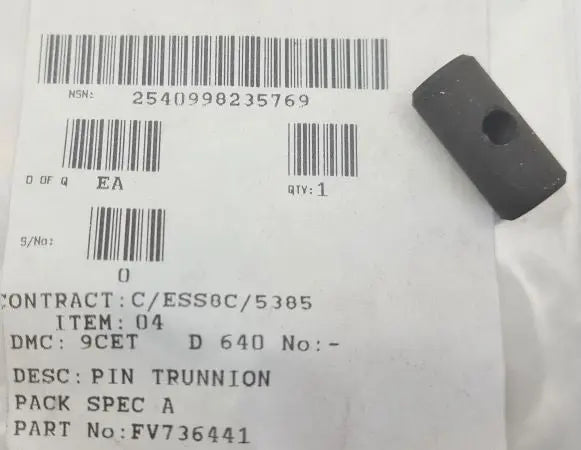 NSN: 2540998235769
D OF Q EA
QTY: 1
S/No:
0
CONTRACT: C/ESS8C/5385
ITEM: 04
DMC: 9CET D 640 No:-
DESC: PIN TRUNNION
PACK SPEC A
PART No: FV736441